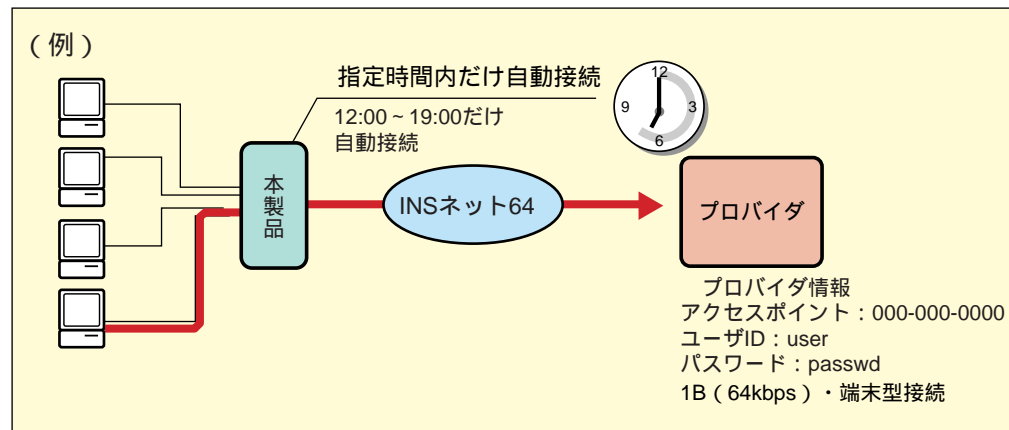 （例）
指定時間内だけ自動接続
12:00～19:00だけ
自動接続
12
9
3
6
本製品
INSネット64
プロバイダ
プロバイダ情報
アクセスポイント：000-000-0000
ユーザID：user
パスワード：passwd
1B（64kbps）・端末型接続